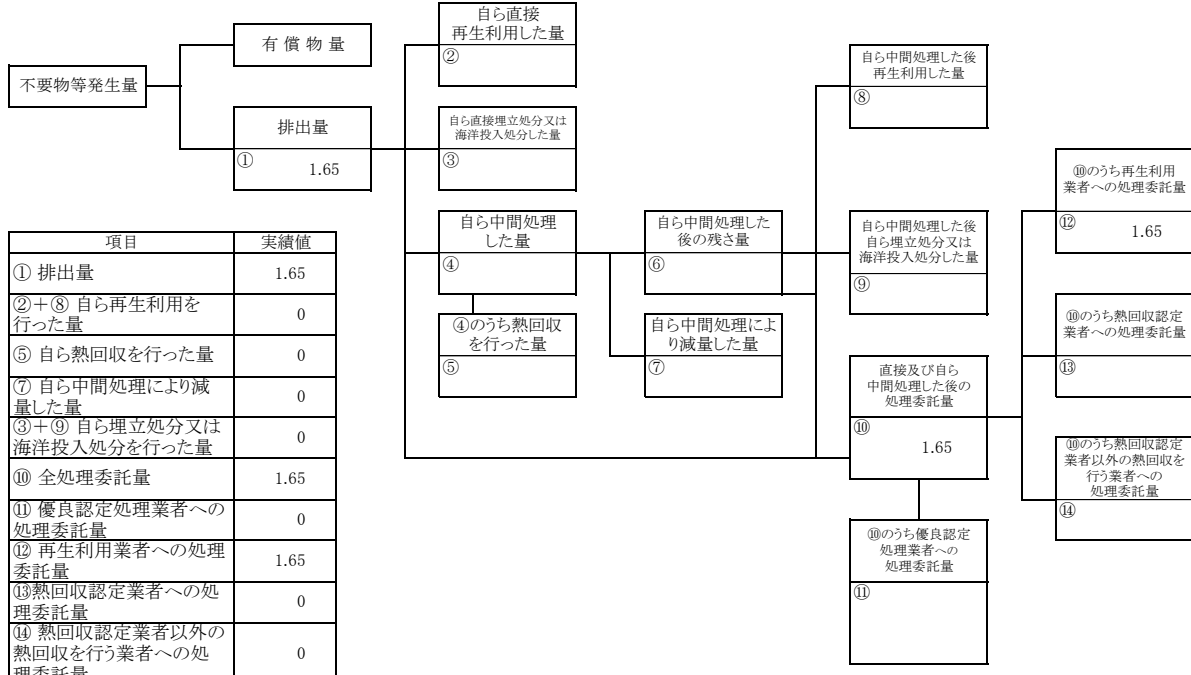 不要物等発生量
有 償 物 量
排出量
① 1.65
自ら直接
再生利用した量
②
自ら直接埋立処分又は
海洋投入処分した量
③
自ら中間処理
した量
④
④のうち熱回収
を行った量
⑤
自ら中間処理した
後の残さ量
⑥
自ら中間処理によ
り減量した量
⑦
自ら中間処理した後
再生利用した量
⑧
自ら中間処理した後
自ら埋立処分又は
海洋投入処分した量
⑨
直接及び自ら
中間処理した後の
処理委託量
⑩
1.65
⑩のうち優良認定
処理業者への
処理委託量
⑪
⑩のうち再生利用
業者への処理委託量
⑫ 1.65
⑩のうち熱回収認定
業者への処理委託量
⑬
⑩のうち熱回収認定
業者以外の熱回収を
行う業者への
処理委託量
⑭
項目 実績値
① 排出量 1.65
②+⑧ 自ら再生利用を
行った量 0
⑤ 自ら熱回収を行った量 0
⑦ 自ら中間処理により減
量した量 0
③+⑨ 自ら埋立処分又は
海洋投入処分を行った量 0
⑩ 全処理委託量 1.65
⑪ 優良認定処理業者への
処理委託量 0
⑫ 再生利用業者への処理
委託量 1.65
⑬熱回収認定業者への処
理委託量 0
⑭ 熱回収認定業者以外の
熱回収を行う業者への処 0
理委託量